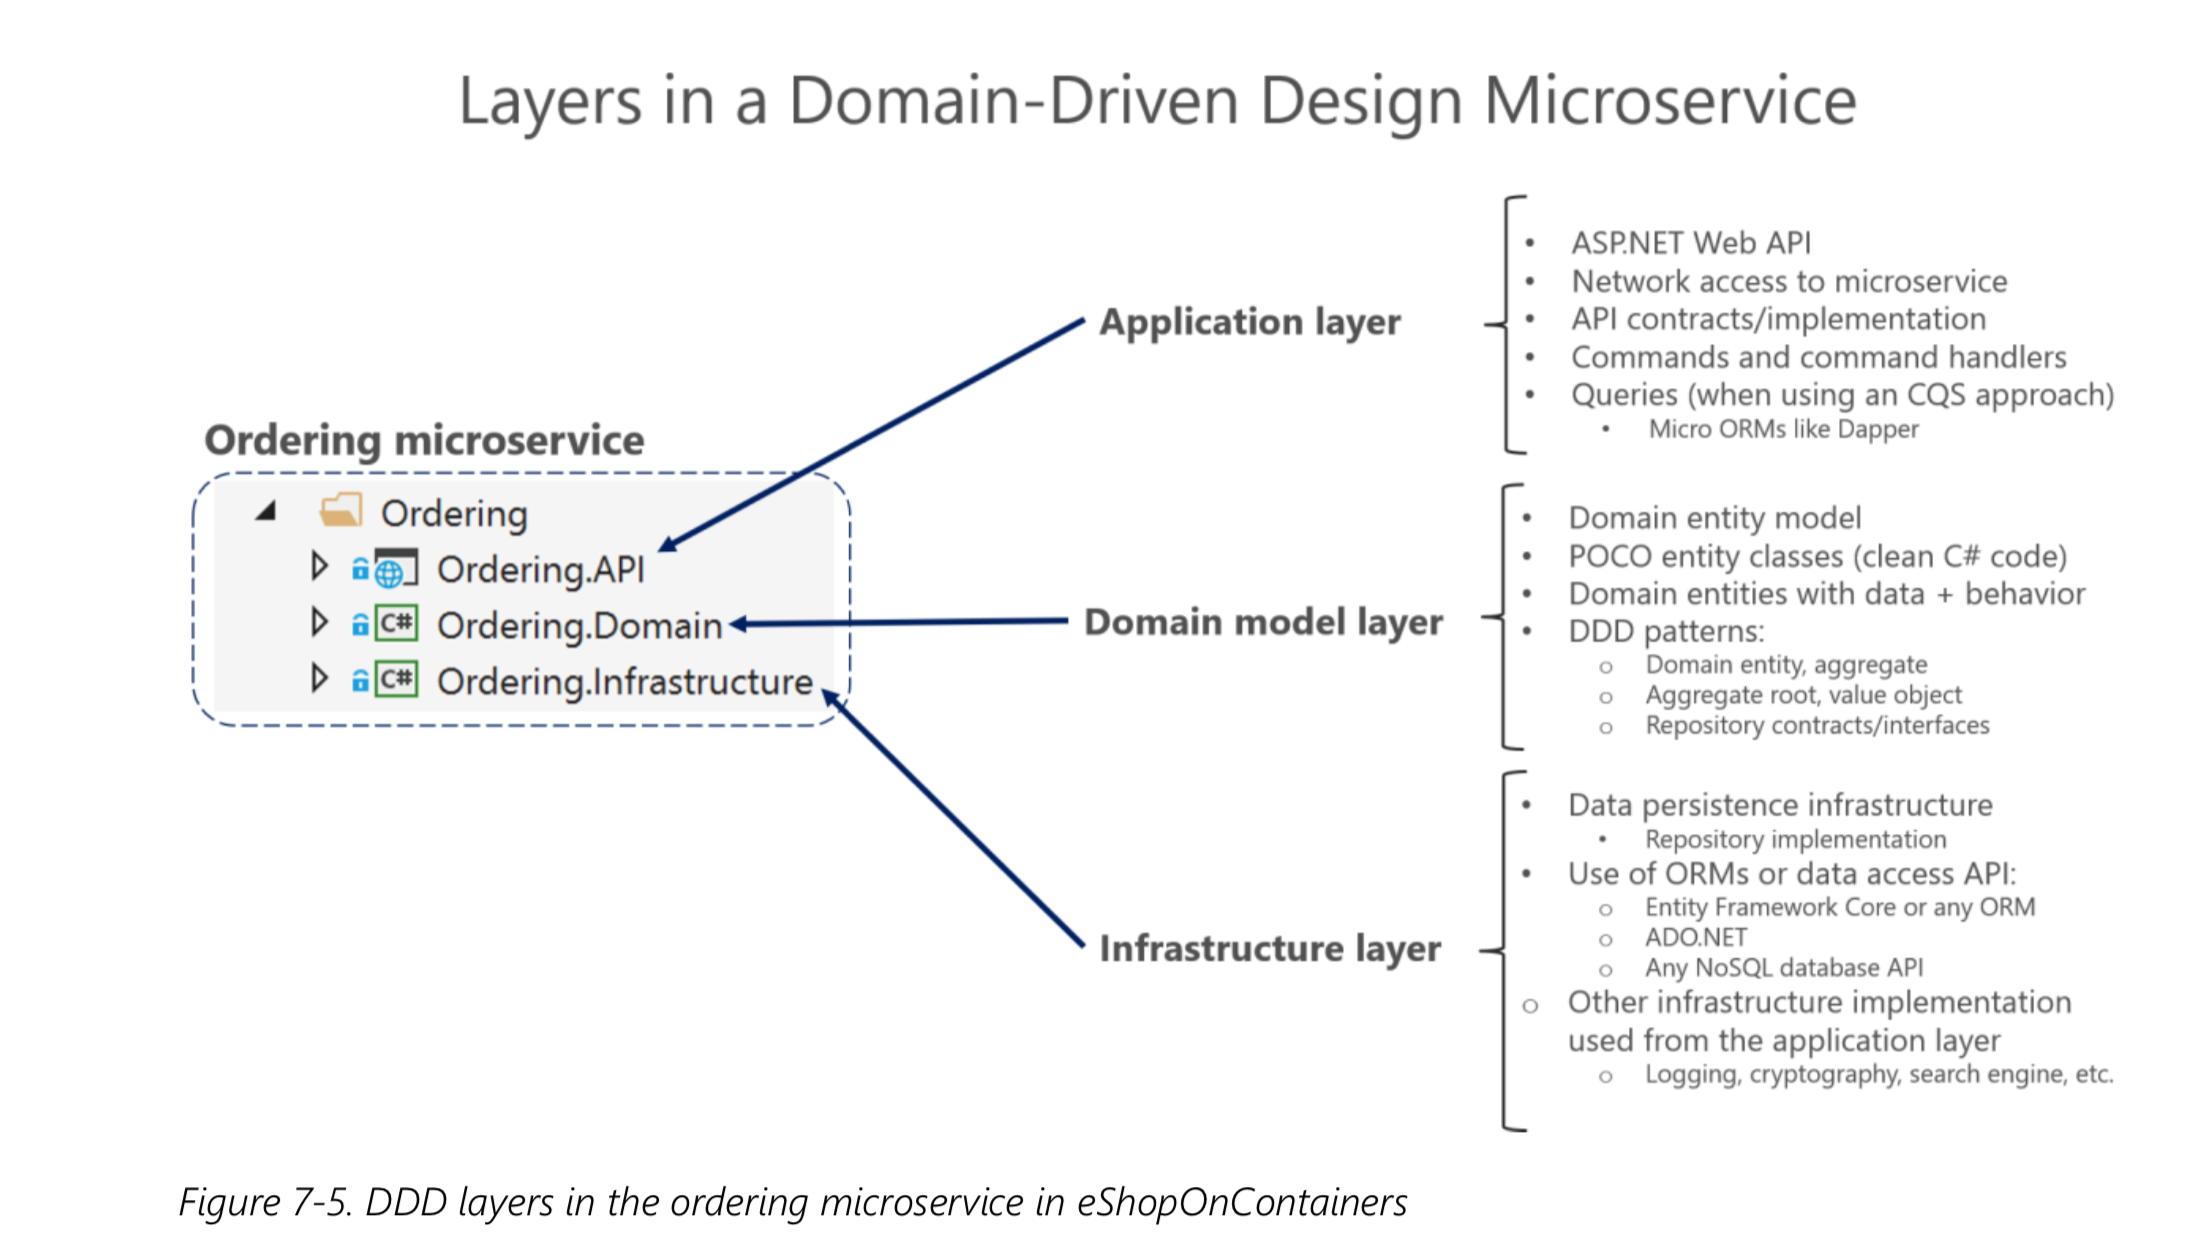 Layers in a Domain-Driven Design Microservice
Ordering microservice
Ordering
Ordering.API
C# Ordering.Domain
C# Ordering.Infrastructure
Application layer
• ASP.NET Web API
• Network access to microservice
• API contracts/implementation
• Commands and command handlers
• Queries (when using an CQS approach)
• Micro ORMs like Dapper
Domain model layer
• Domain entity model
• POCO entity classes (clean C# code)
• Domain entities with data + behavior
• DDD patterns:
o Domain entity, aggregate
o Aggregate root, value object
o Repository contracts/interfaces
Infrastructure layer
• Data persistence infrastructure
• Repository implementation
• Use of ORMs or data access API:
o Entity Framework Core or any ORM
o ADO.NET
o Any NoSQL database API
o Other infrastructure implementation
used from the application layer
o Logging, cryptography, search engine, etc.
Figure 7-5. DDD layers in the ordering microservice in eShopOnContainers